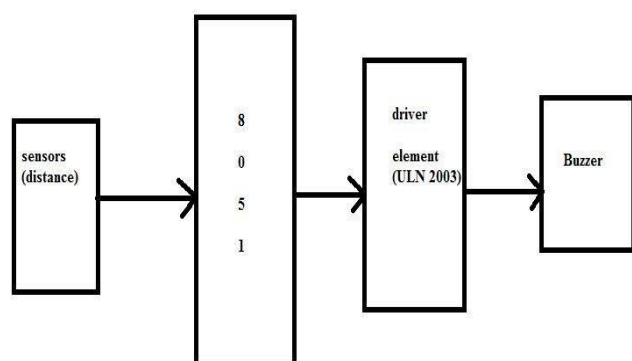 sensors
(distance)
8
0
5
1
driver
element
(ULN 2003)
Buzzer